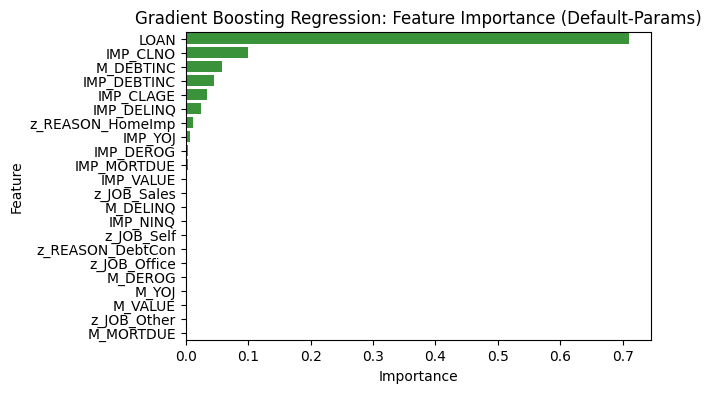 Gradient Boosting Regression: Feature Importance (Default-Params)
LOAN
IMP_CLNO
M_DEBTINC
IMP_DEBTINC
IMP_CLAGE
IMP_DELINQ
z_REASON_HomeImp
IMP_YOJ
IMP_DEROG
IMP_MORTDUE
IMP_VALUE
z_JOB_Sales
M_DELINQ
IMP_NINQ
z_JOB_Self
z_REASON_DebtCon
z_JOB_Office
M_DEROG
M_YOJ
M_VALUE
z_JOB_Other
M_MORTDUE
Feature
0.0 0.1 0.2 0.3 0.4 0.5 0.6 0.7
Importance